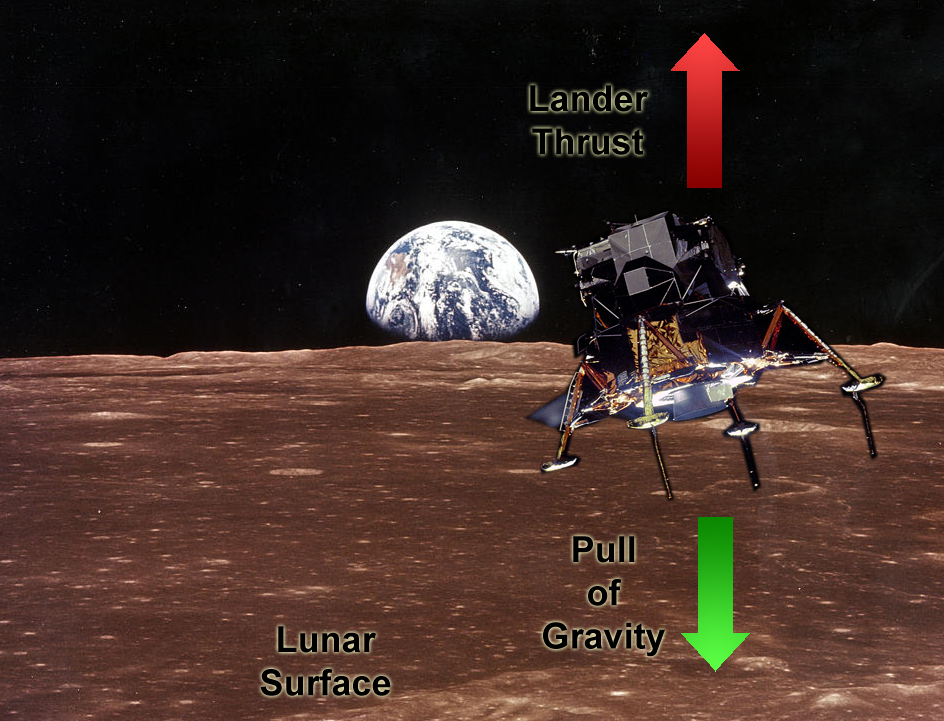 Lander
Thrust
Pull
of
Gravity
Lunar
Surface